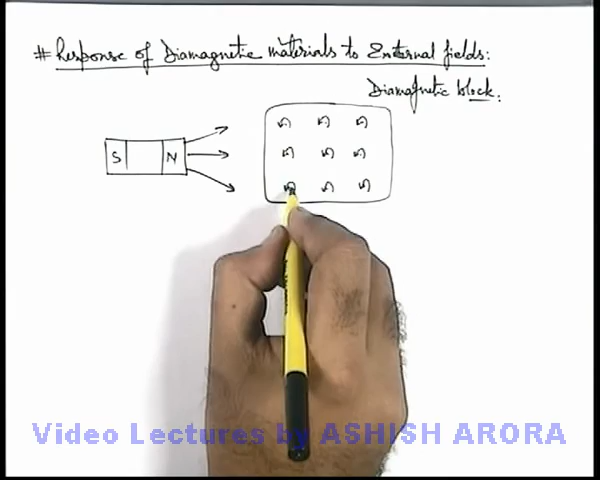 # Response of Diamagnetic materials to External fields:
Diamagnetic block.
S N
Video Lectures by ASHISH ARORA